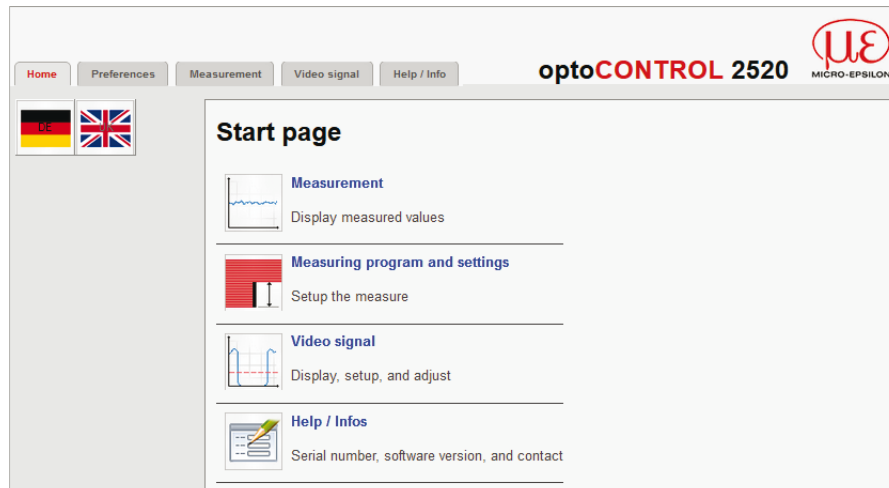 Home Preferences Measurement Video signal Help / Info optoCONTROL 2520
με
MICRO-EPSILON
DE UK
Start page
Measurement
Display measured values
Measuring program and settings
Setup the measure
Video signal
Display, setup, and adjust
Help / Infos
Serial number, software version, and contact